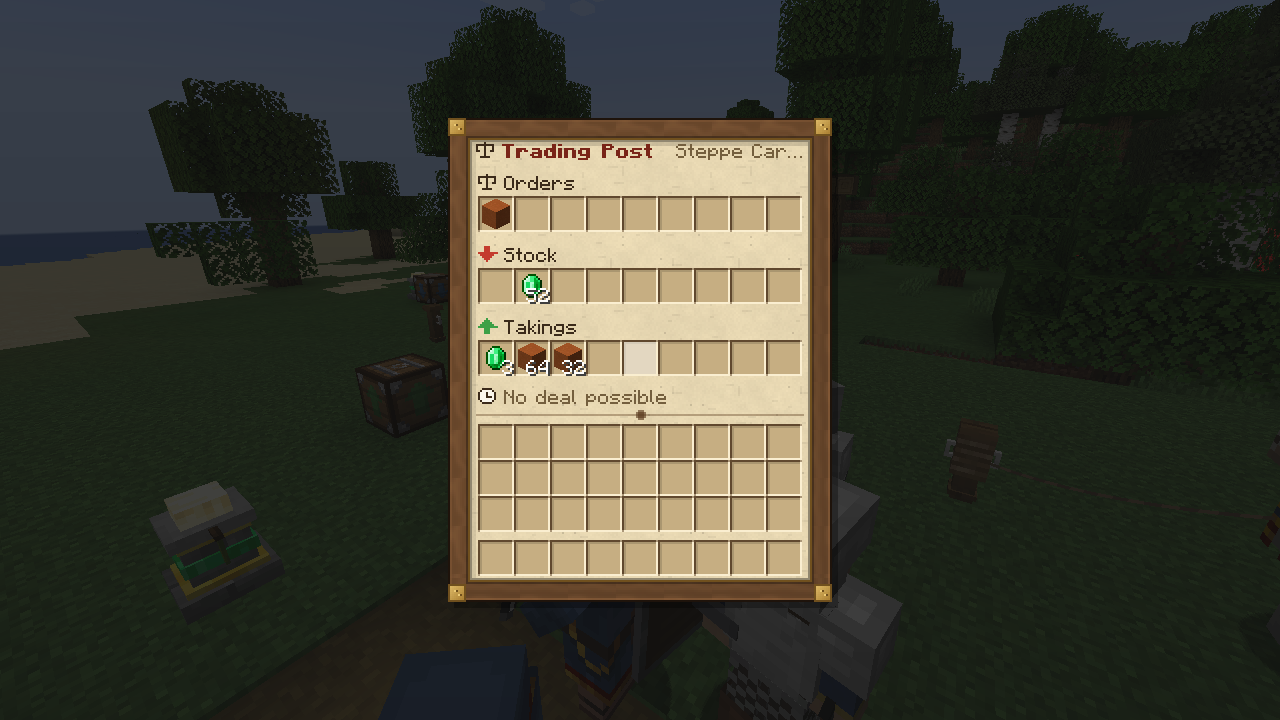 Trading Post Steppe Car...
Orders
Stock
52
Takings
3 64 32
No deal possible